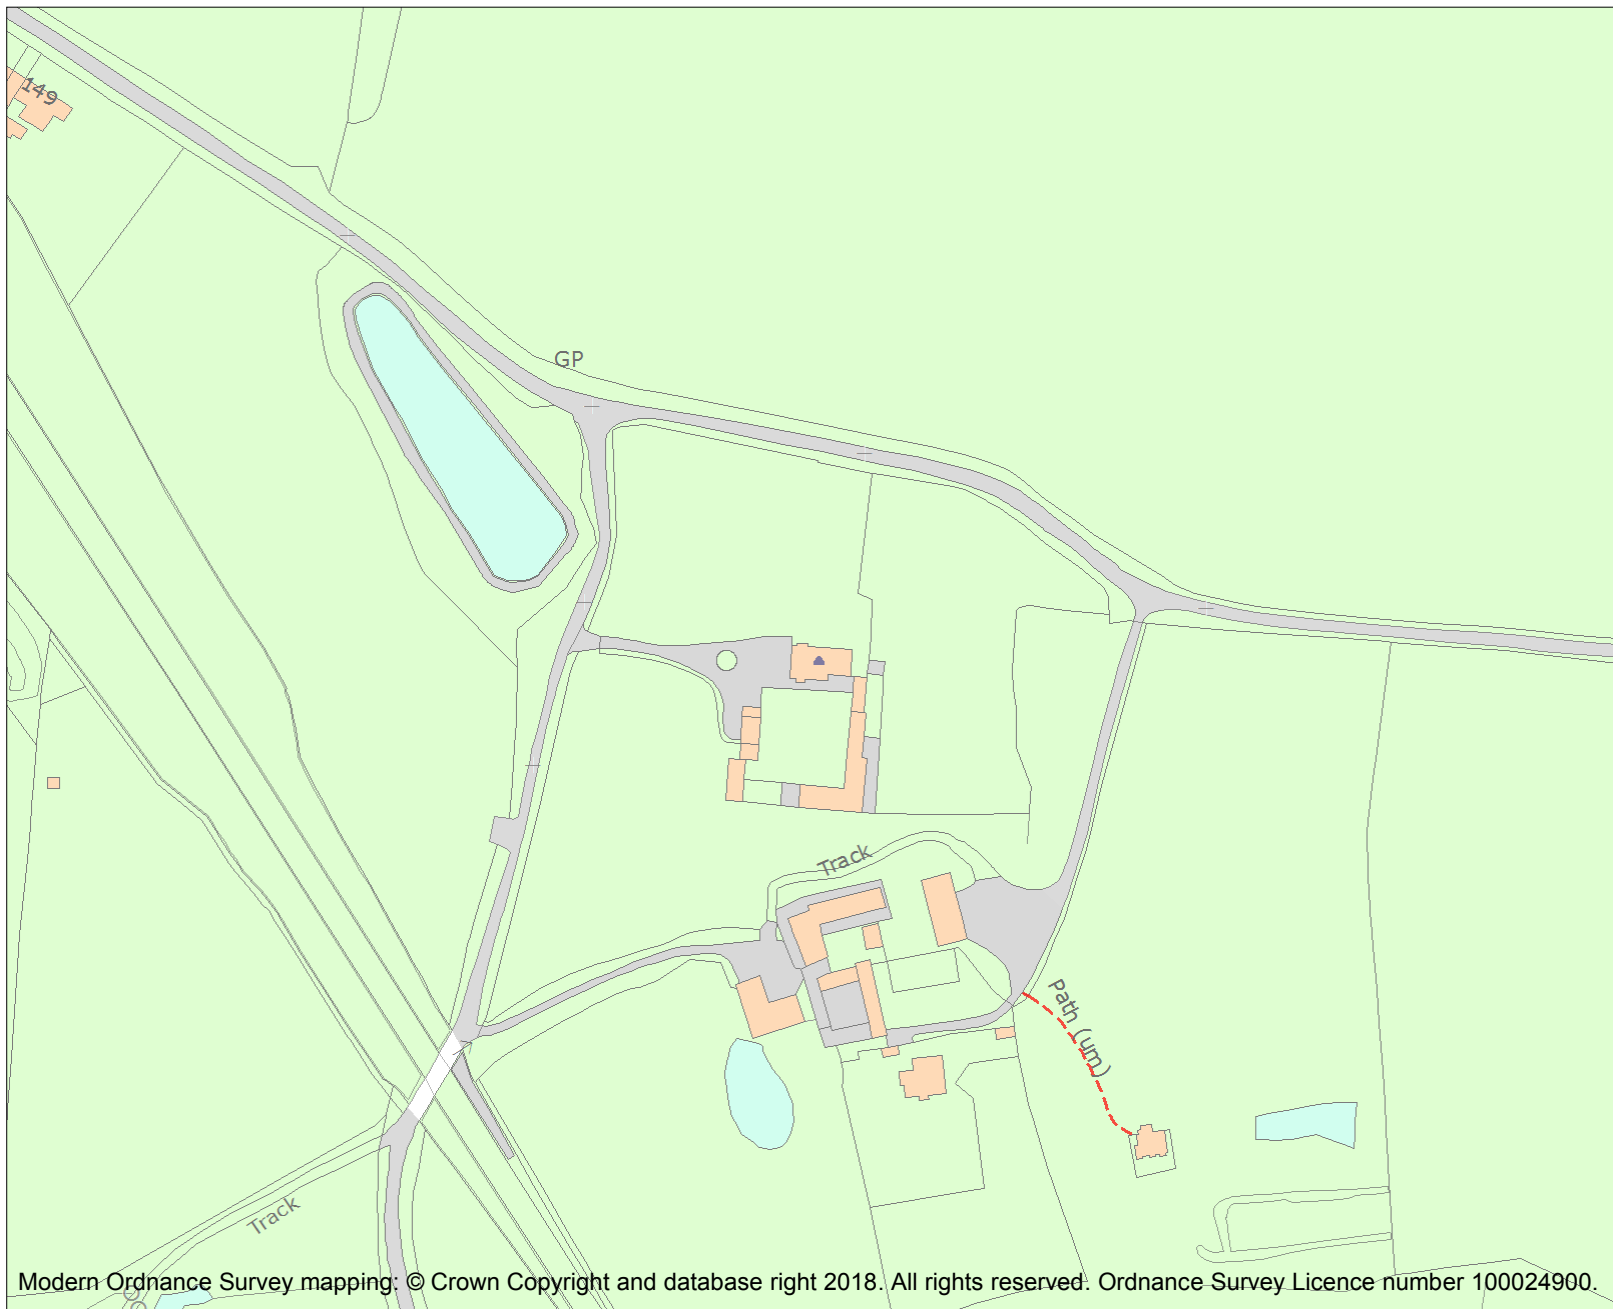 149
GP
Track
Path (um)
Track
Modern Ordnance Survey mapping: © Crown Copyright and database right 2018. All rights reserved. Ordnance Survey Licence number 100024900.